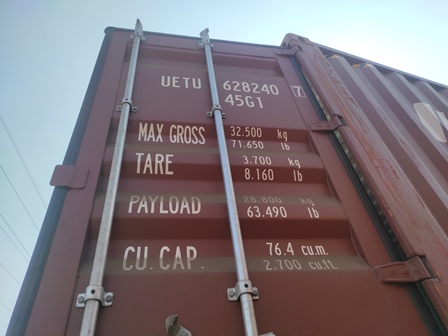 UETU 628240 7
45G1
MAX GROSS 32.500 kg
71.650 lb
TARE 3.700 kg
8.160 lb
PAYLOAD 28.800 kg
63.490 lb
CU. CAP. 76.4 cu.m.
2.700 cu.ft.